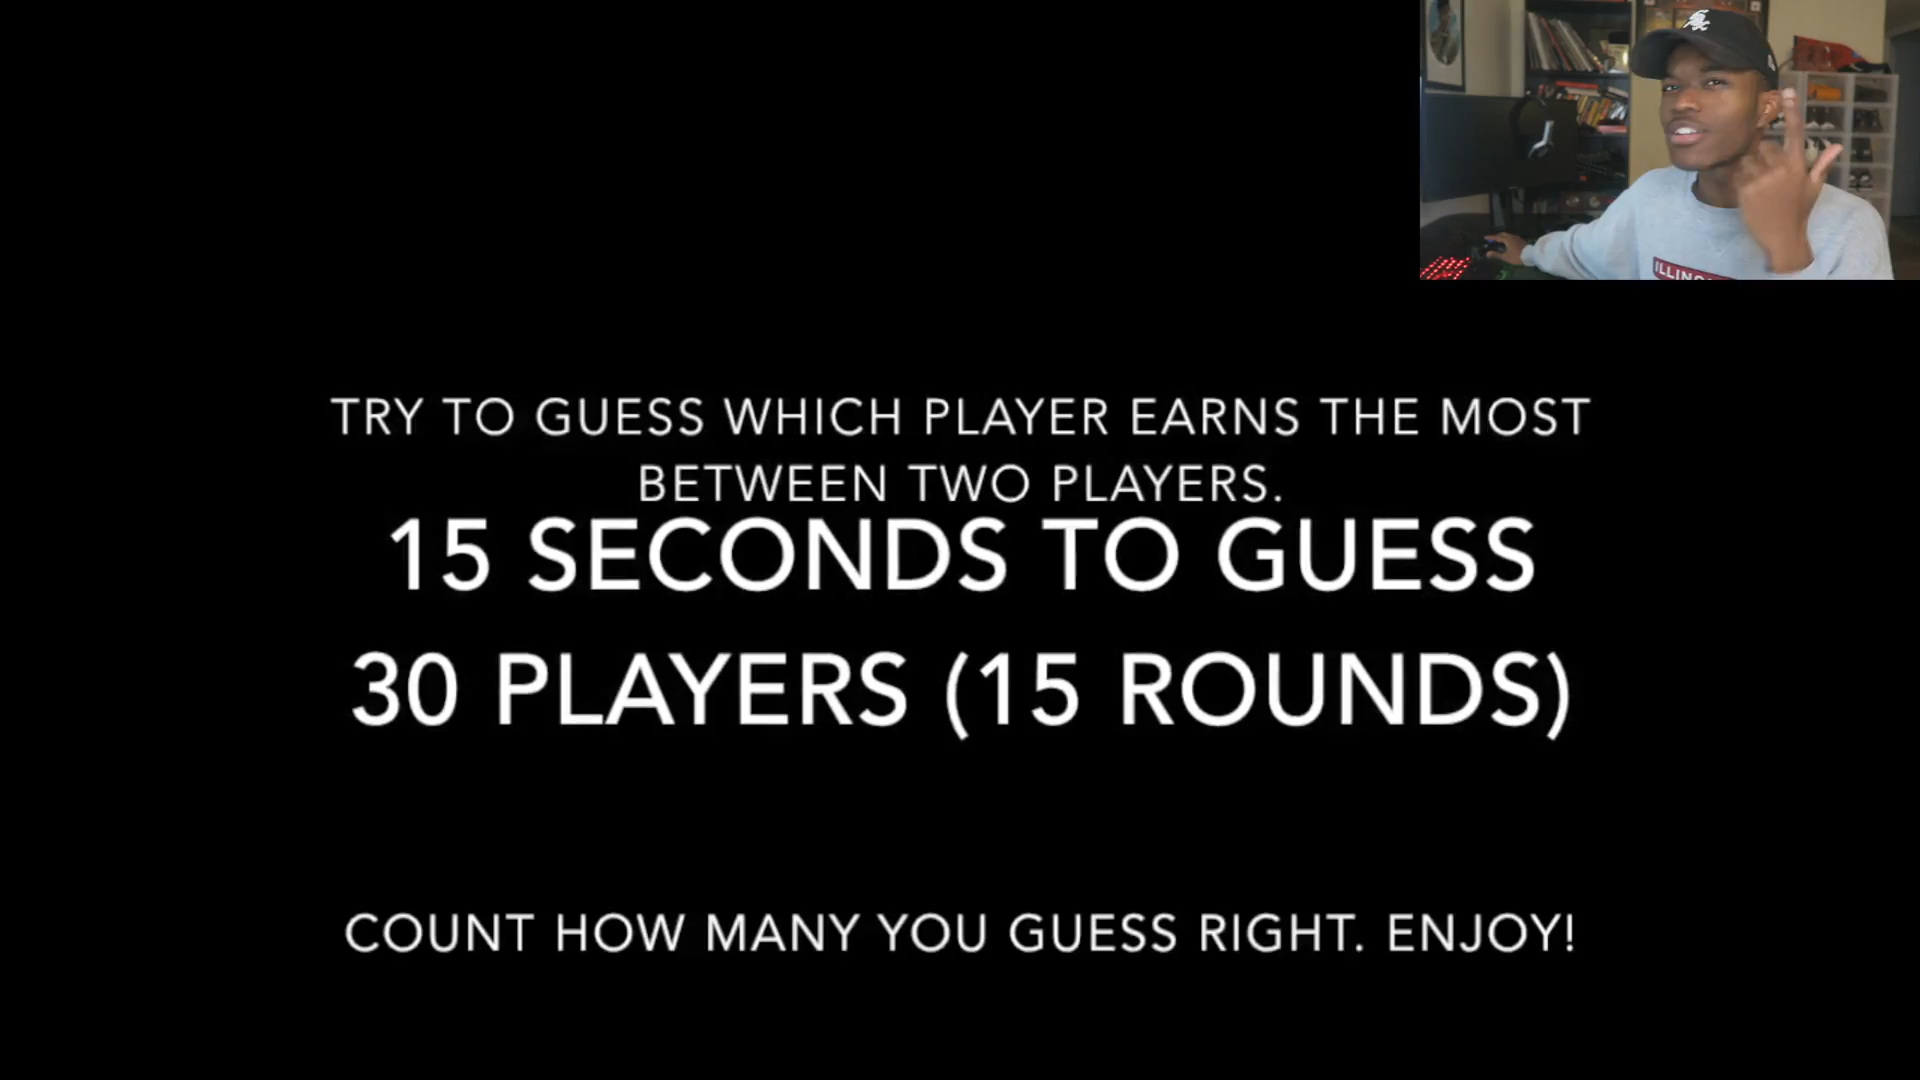 TRY TO GUESS WHICH PLAYER EARNS THE MOST
BETWEEN TWO PLAYERS.
15 SECONDS TO GUESS
30 PLAYERS (15 ROUNDS)
COUNT HOW MANY YOU GUESS RIGHT. ENJOY!